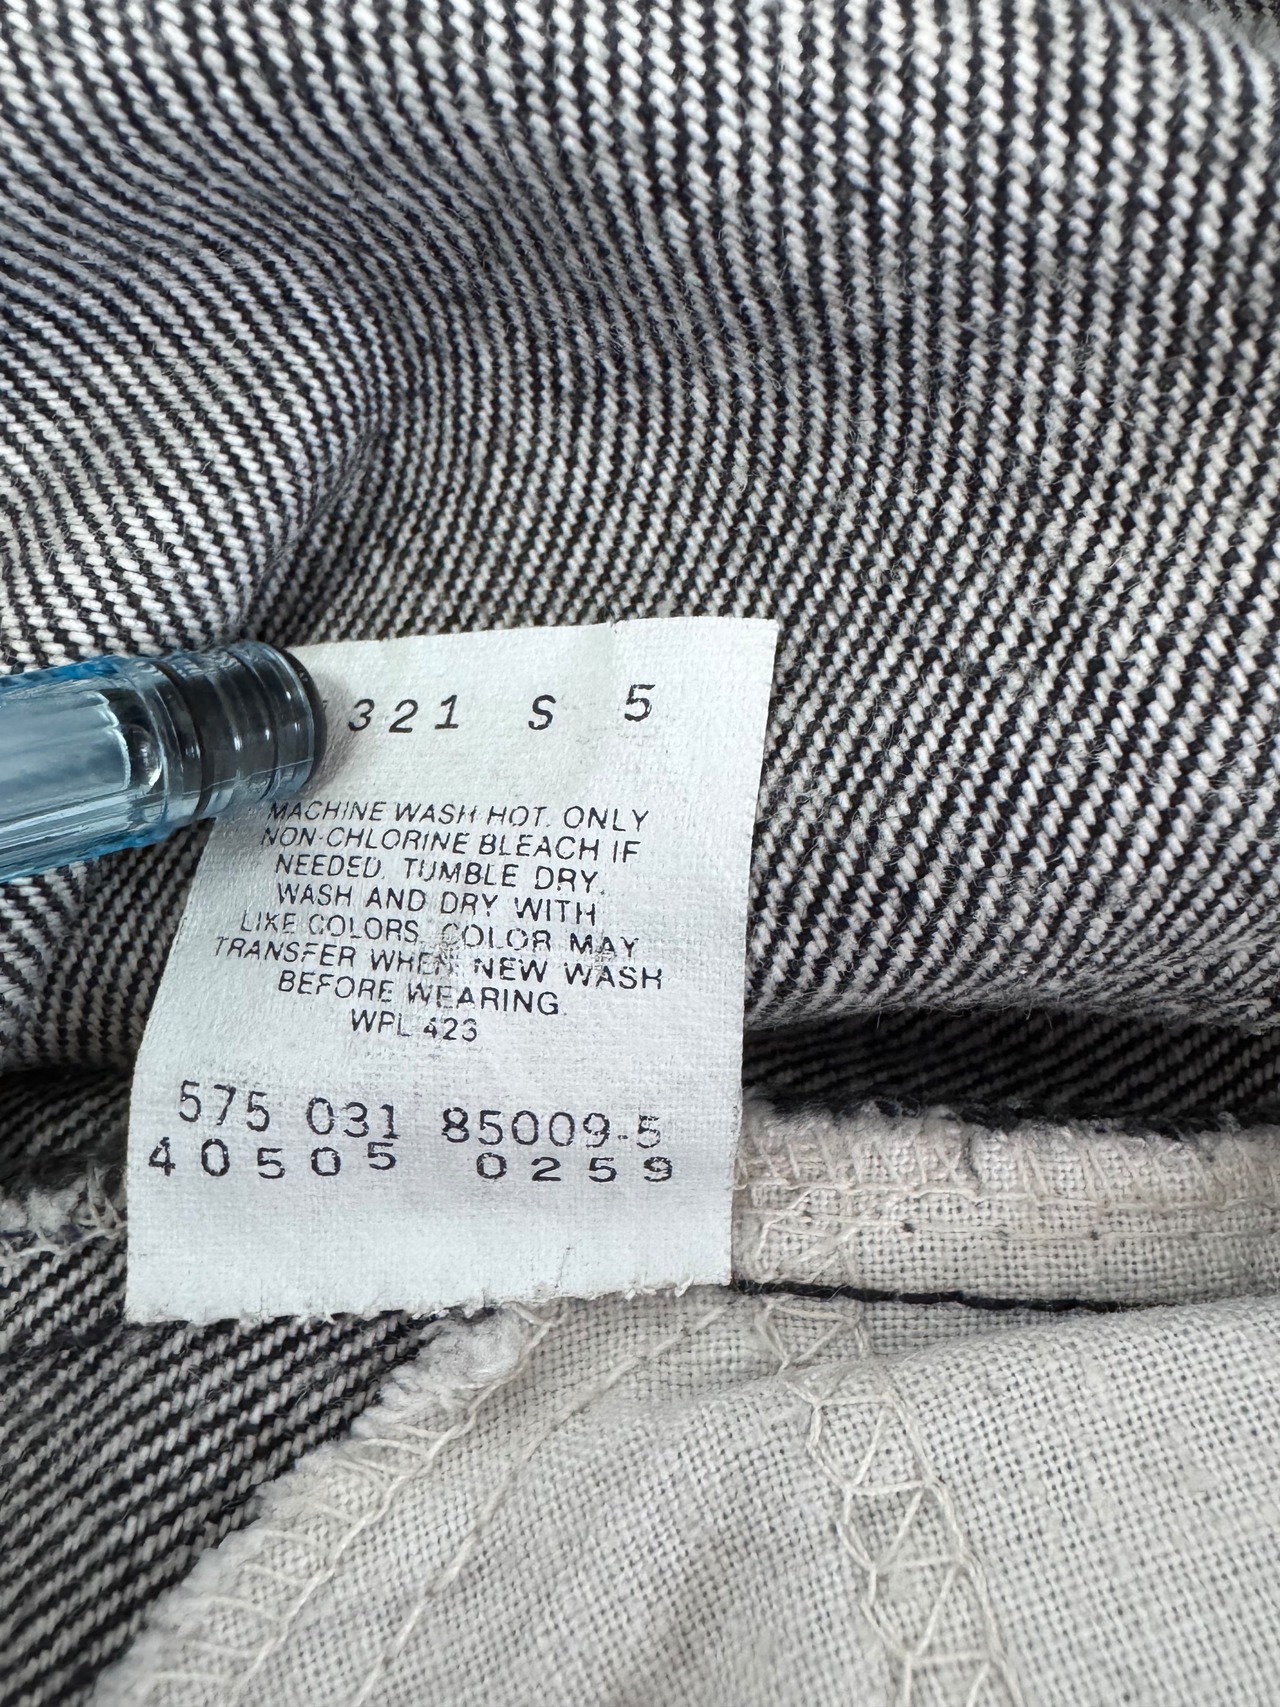 321 S 5
MACHINE WASH HOT. ONLY
NON-CHLORINE BLEACH IF
NEEDED. TUMBLE DRY.
WASH AND DRY WITH
LIKE COLORS. COLOR MAY
TRANSFER WHEN NEW WASH
BEFORE WEARING.
WPL 423
575 031 85009-5
40505 0259